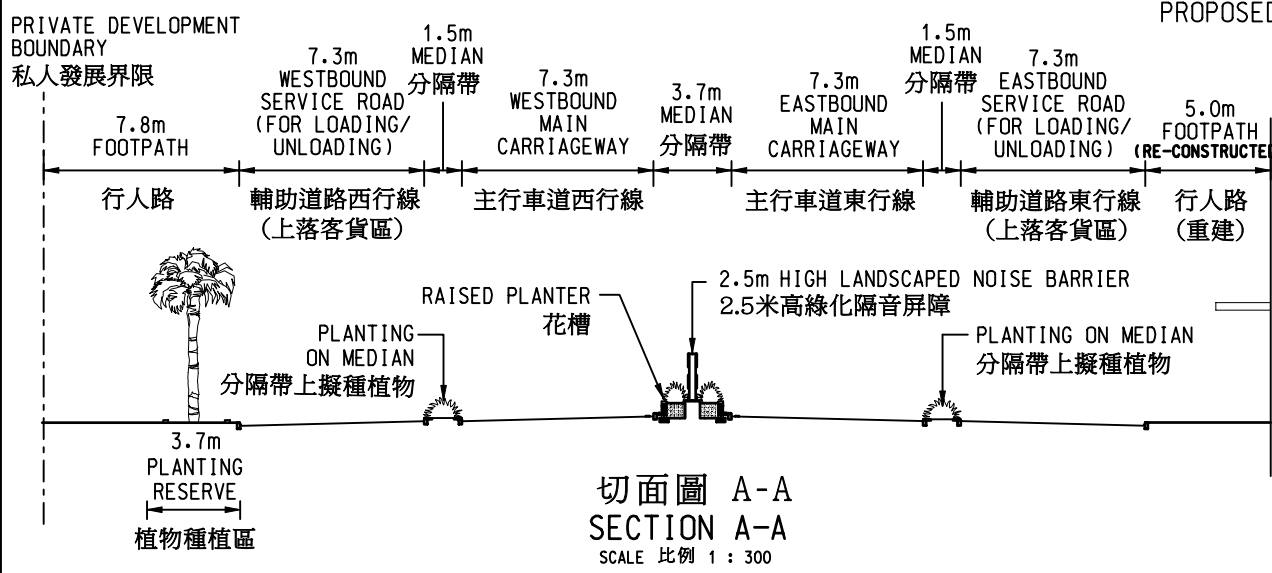 PROPOSED
PRIVATE DEVELOPMENT
BOUNDARY
私人發展界限
7.8m
FOOTPATH
行人路
7.3m
WESTBOUND
SERVICE ROAD
(FOR LOADING/
UNLOADING)
輔助道路西行線
(上落客貨區)
1.5m
MEDIAN
分隔帶
7.3m
WESTBOUND
MAIN
CARRIAGEWAY
主行車道西行線
3.7m
MEDIAN
分隔帶
7.3m
EASTBOUND
MAIN
CARRIAGEWAY
主行車道東行線
1.5m
MEDIAN
分隔帶
7.3m
EASTBOUND
SERVICE ROAD
(FOR LOADING/
UNLOADING)
輔助道路東行線
(上落客貨區)
5.0m
FOOTPATH
(RE-CONSTRUCTED
行人路
(重建)
PLANTING
ON MEDIAN
分隔帶上擬種植物
RAISED PLANTER
花槽
2.5m HIGH LANDSCAPED NOISE BARRIER
2.5米高綠化隔音屏障
PLANTING ON MEDIAN
分隔帶上擬種植物
3.7m
PLANTING
RESERVE
植物種植區
切面圖 A-A
SECTION A-A
SCALE 比例 1 : 300